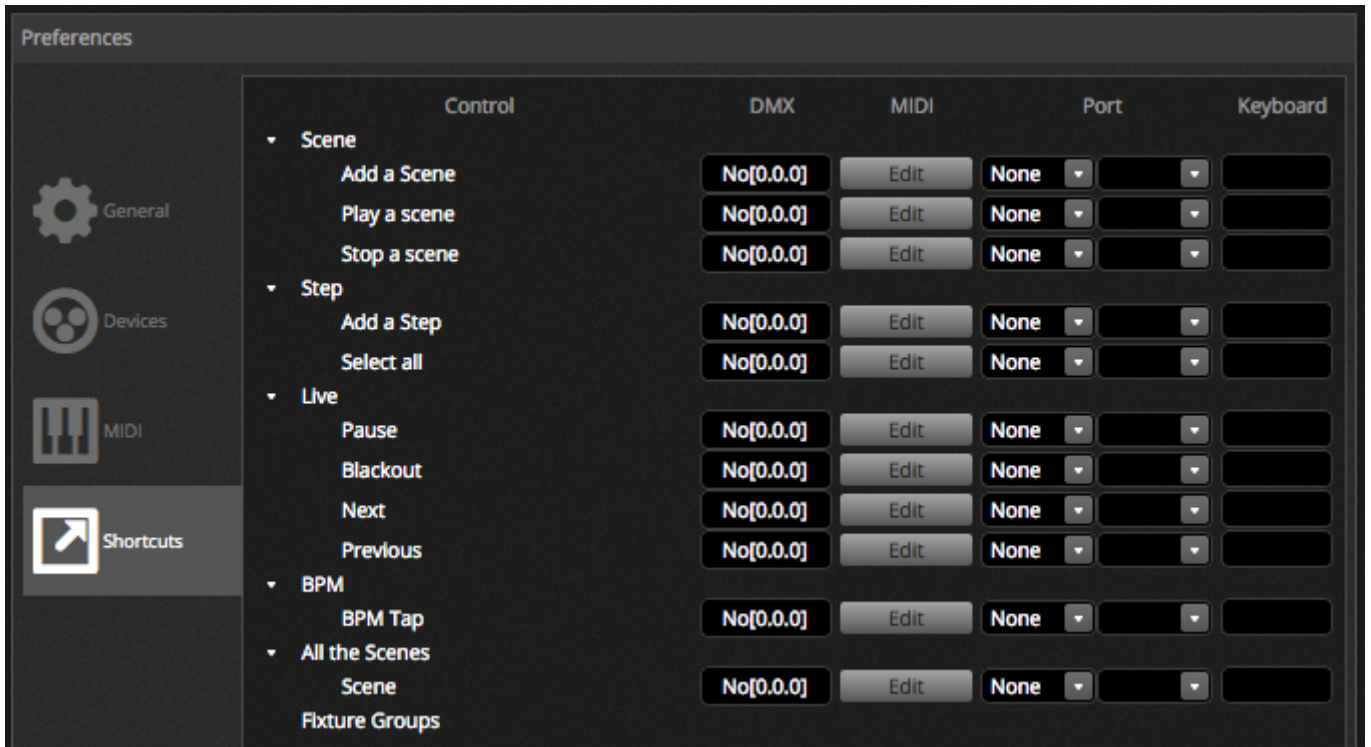 Preferences
Control DMX MIDI Port Keyboard
Scene
Add a Scene No[0.0.0] Edit None
General
Play a scene No[0.0.0] Edit None
Stop a scene No[0.0.0] Edit None
Step
Devices
Add a Step No[0.0.0] Edit None
Select all No[0.0.0] Edit None
Live
MIDI
Pause No[0.0.0] Edit None
Blackout No[0.0.0] Edit None
Next No[0.0.0] Edit None
Shortcuts
Previous No[0.0.0] Edit None
BPM
BPM Tap No[0.0.0] Edit None
All the Scenes
Scene No[0.0.0] Edit None
Fixture Groups